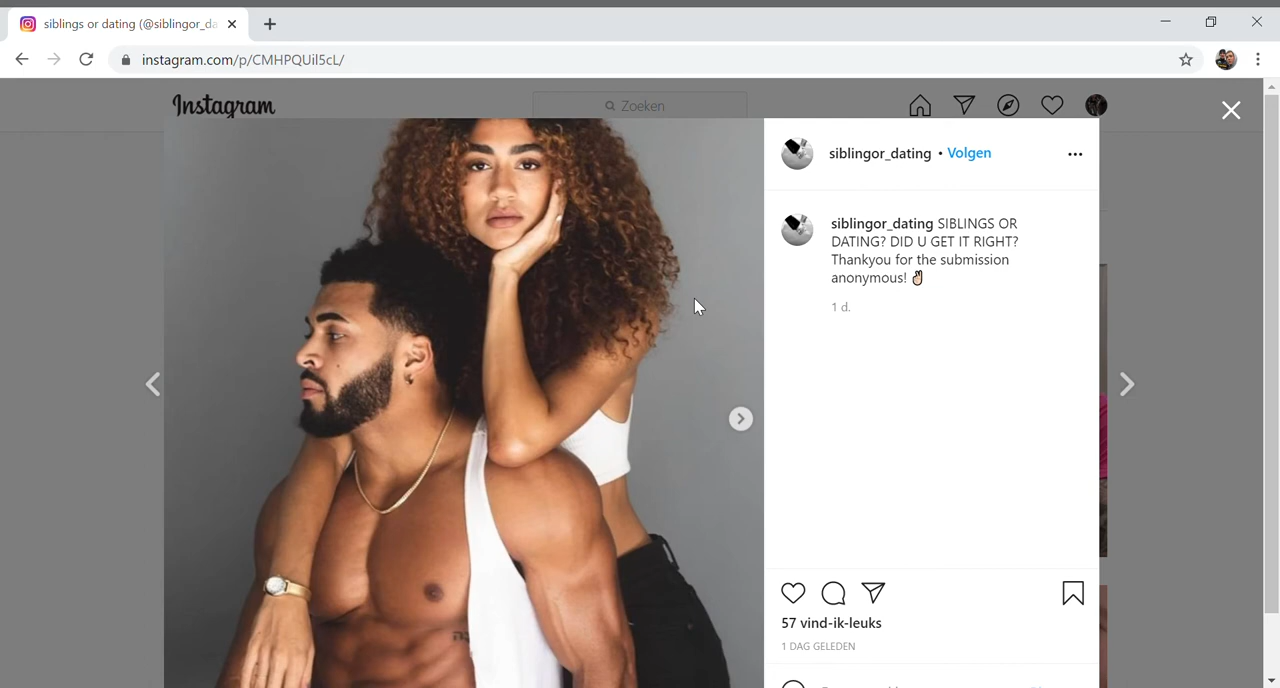 siblings or dating (@siblingor_da
instagram.com/p/CMHPQUil5cL/
Instagram
Zoeken
siblingor_dating • Volgen
siblingor_dating SIBLINGS OR
DATING? DID U GET IT RIGHT?
Thankyou for the submission
anonymous! ✌🏻
1 d.
57 vind-ik-leuks
1 DAG GELEDEN